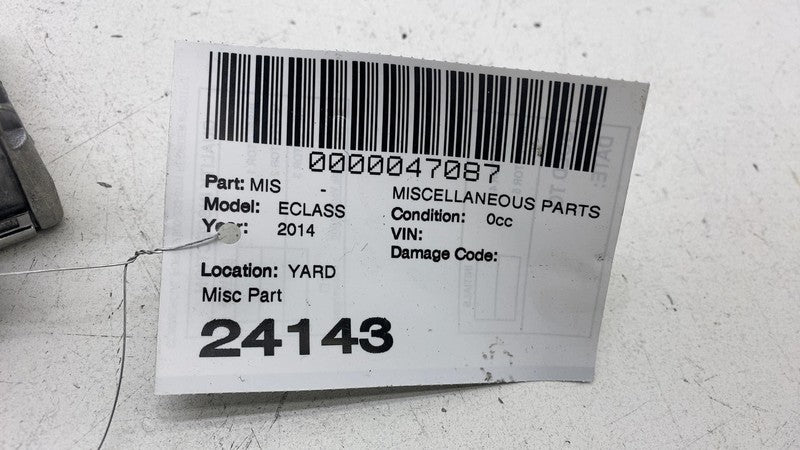 0000047087
Part: MIS - MISCELLANEOUS PARTS
Model: ECLASS Condition: 0cc
Year: 2014 VIN:
Damage Code:
Location: YARD
Misc Part
24143